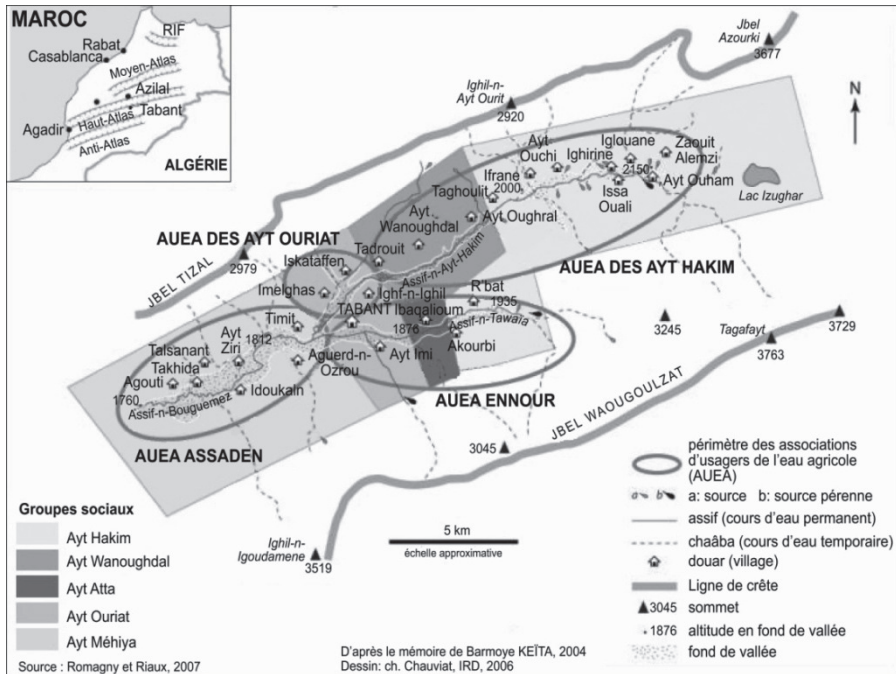 MAROC
RIF
Rabat
Casablanca
Moyen-Atlas
Azilal
Haut-Atlas
Tabant
Agadir
Anti-Atlas
ALGÉRIE
Jbel
Azourki
3677
N
Ighil-n-
Ayt Ourit
2920
Ayt-
Ouchi
Ighirine
Iglouane
Zaouit
Alemzi
Ifrane
2000
2150
Taghoulit
Issa
Ouali
Ayt Ouham
Lac Izughar
Ayt
Wanoughdal
Ayt Oughral
AUEA DES AYT OURIAT
Tadrouit
Iskatafen
Assif-n-Ayt-Hakim
AUEA DES AYT HAKIM
2979
JBEL TIZAL
Imelghas
Ighf-n-Ighil
R'bat
1935
TABANT
Ibaqalioum
1876
Assif-n-Tawaïa
3245
Tagafayt
3729
3763
Timit
1812
Ayt
Ziri
Talsanant
Takhida
Agouti
1760
Aguerd-n-
Ozrou
Ayt Imi
Akourbi
Idoukaln
Assif-n-Bouguemez
AUEA ENNOUR
JBEL WAOUGOULZAT
AUEA ASSADEN
3045
Ighil-n-
Igoudamene
3519
5 km
échelle approximative
Groupes sociaux
Ayt Hakim
Ayt Wanoughdal
Ayt Atta
Ayt Ouriat
Ayt Méhiya
Source : Romagny et Riaux, 2007
D'après le mémoire de Barmoye KEÏTA, 2004
Dessin: ch. Chauviat, IRD, 2006
périmètre des associations
d'usagers de l'eau agricole
(AUEA)
a b a: source b: source pérenne
assif (cours d'eau permanent)
chaâba (cours d'eau temporaire)
douar (village)
Ligne de crête
3045 sommet
1876 altitude en fond de vallée
fond de vallée